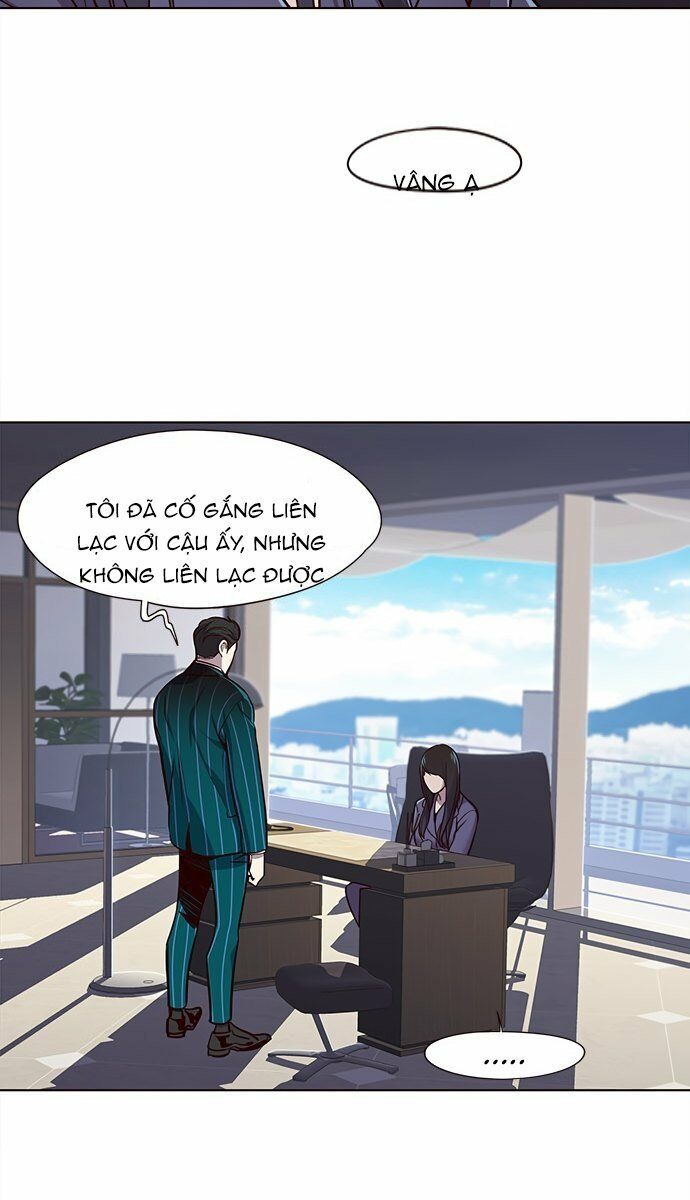 VÂNG Ạ
TÔI ĐÃ CỐ GẮNG LIÊN
LẠC VỚI CẬU ẤY, NHƯNG
KHÔNG LIÊN LẠC ĐƯỢC
.....